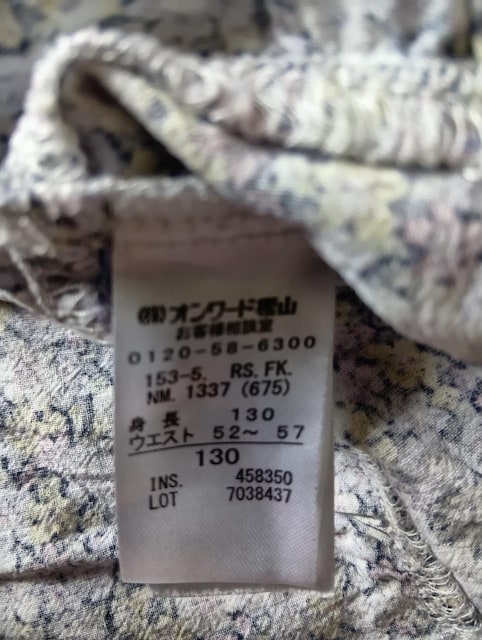 ㈱オンワード樫山
お客様相談室
0120-58-6300
153-5. RS. FK.
NM. 1337 (675)
身長 130
ウエスト 52〜 57
130
INS. 458350
LOT 7038437